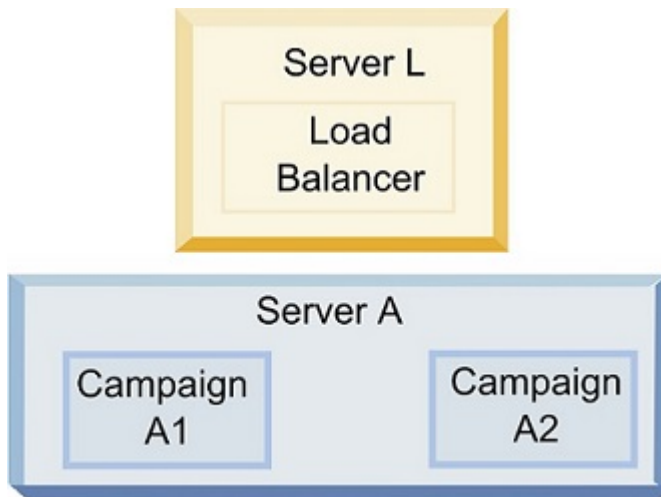 Server L
Load
Balancer
Server A
Campaign
A1
Campaign
A2